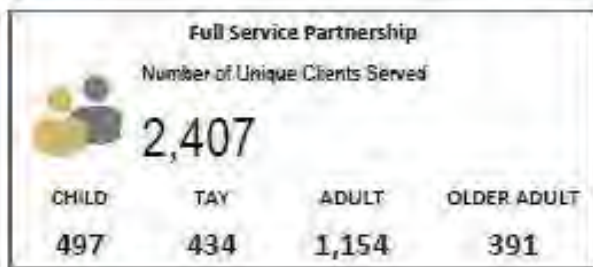 Full Service Partnership
Number of Unique Clients Served
2,407
CHILD TAY ADULT OLDER ADULT
497 434 1,154 391